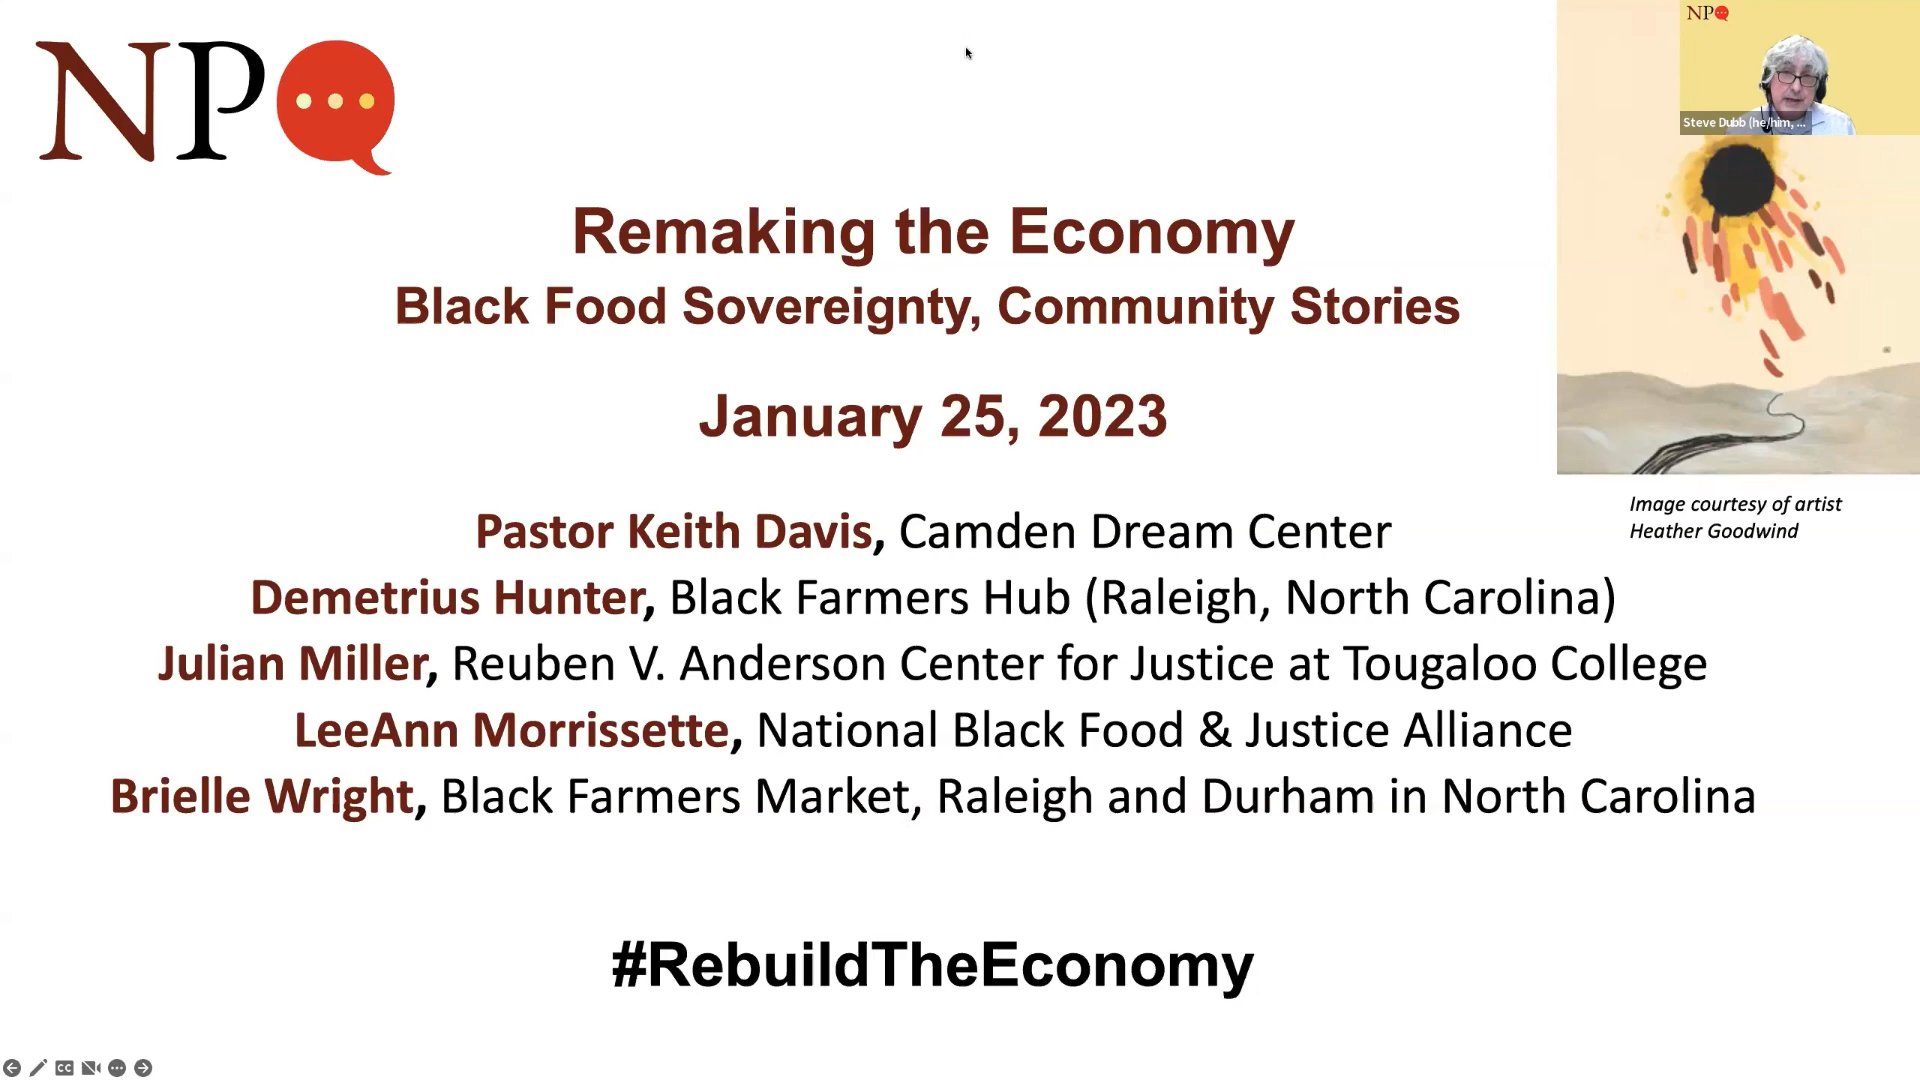 NPQ
NPQ
Steve Dubb (he/him, ...
Remaking the Economy
Black Food Sovereignty, Community Stories
January 25, 2023
Image courtesy of artist
Heather Goodwind
Pastor Keith Davis, Camden Dream Center
Demetrius Hunter, Black Farmers Hub (Raleigh, North Carolina)
Julian Miller, Reuben V. Anderson Center for Justice at Tougaloo College
LeeAnn Morrissette, National Black Food & Justice Alliance
Brielle Wright, Black Farmers Market, Raleigh and Durham in North Carolina
#RebuildTheEconomy
CC